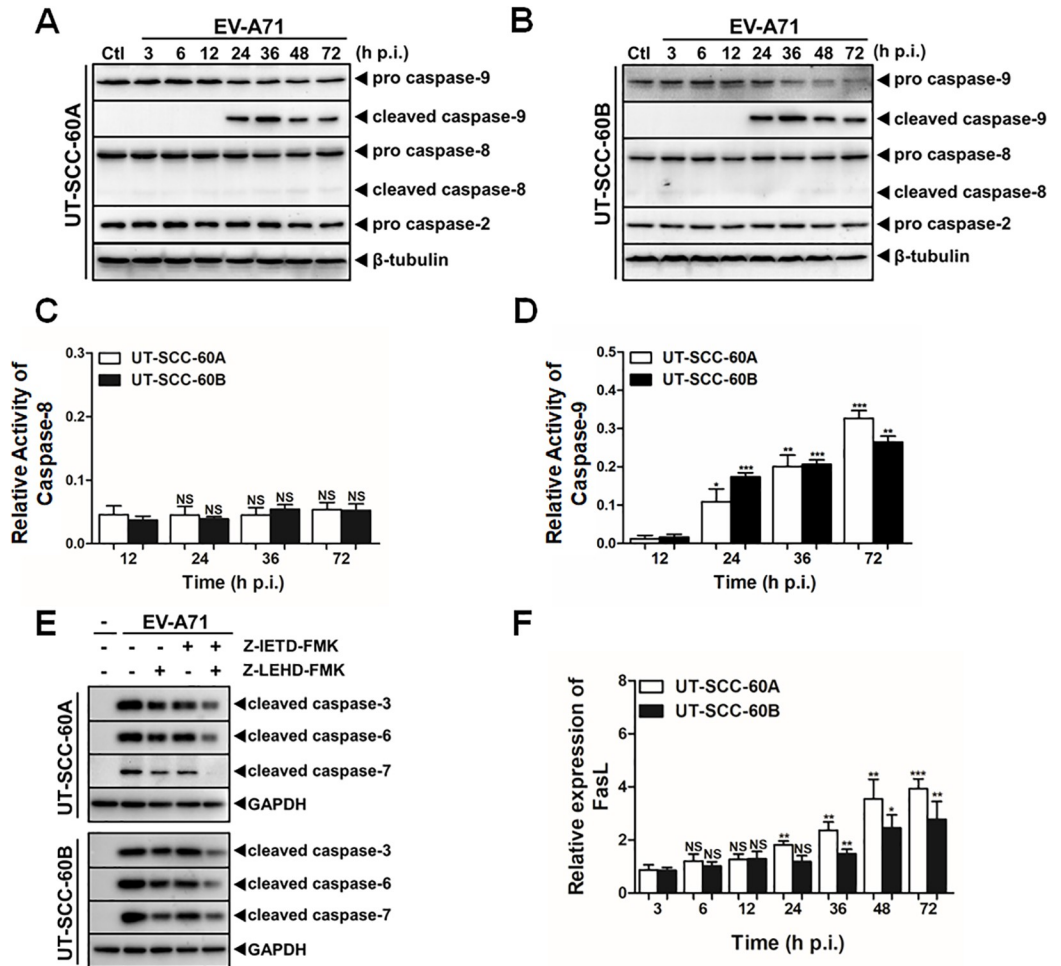 A
EV-A71
Ctl 3 6 12 24 36 48 72 (h p.i.)
UT-SCC-60A
pro caspase-9
cleaved caspase-9
pro caspase-8
cleaved caspase-8
pro caspase-2
β-tubulin
B
EV-A71
Ctl 3 6 12 24 36 48 72 (h p.i.)
UT-SCC-60B
pro caspase-9
cleaved caspase-9
pro caspase-8
cleaved caspase-8
pro caspase-2
β-tubulin
C
Relative Activity of
Caspase-8
0.3
0.2
0.1
0.0
UT-SCC-60A
UT-SCC-60B
NS NS NS NS NS NS
12 24 36 72
Time (h p.i.)
D
Relative Activity of
Caspase-9
0.5
0.4
0.3
0.2
0.1
0.0
UT-SCC-60A
UT-SCC-60B
* *** ** *** *** **
12 24 36 72
Time (h p.i.)
E
- EV-A71
- - - + + Z-IETD-FMK
- - + - + Z-LEHD-FMK
UT-SCC-60A
cleaved caspase-3
cleaved caspase-6
cleaved caspase-7
GAPDH
UT-SCC-60B
cleaved caspase-3
cleaved caspase-6
cleaved caspase-7
GAPDH
F
Relative expression of
FasL
8
6
4
2
0
UT-SCC-60A
UT-SCC-60B
NS NS NS NS ** NS ** ** ** * *** **
3 6 12 24 36 48 72
Time (h p.i.)